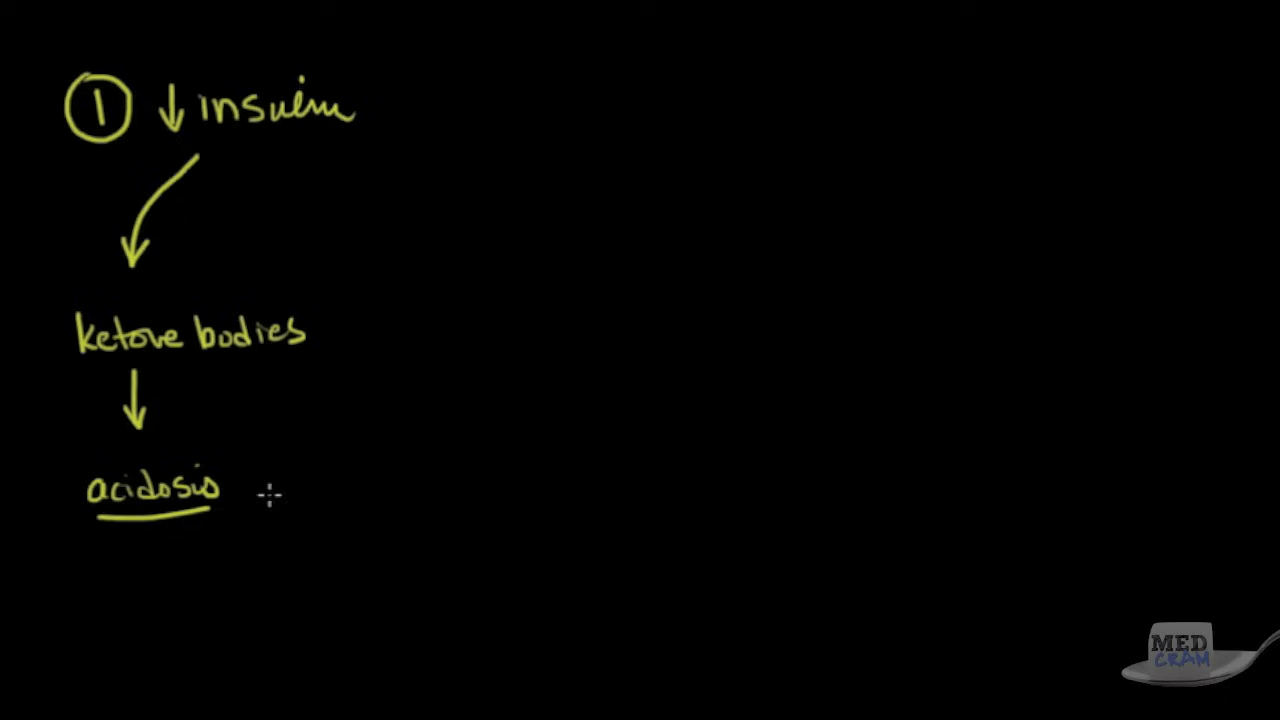 1 ↓ insulin
ketone bodies
acidosis
MED
CRAM